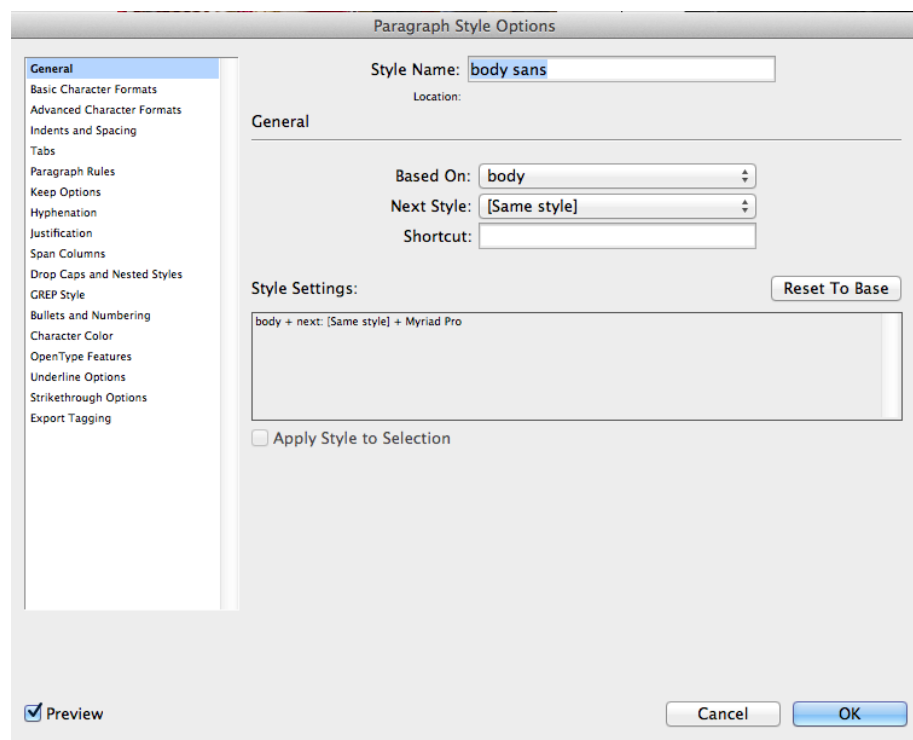 Paragraph Style Options
General
Basic Character Formats
Advanced Character Formats
Indents and Spacing
Tabs
Paragraph Rules
Keep Options
Hyphenation
Justification
Span Columns
Drop Caps and Nested Styles
GREP Style
Bullets and Numbering
Character Color
OpenType Features
Underline Options
Strikethrough Options
Export Tagging
Style Name: body sans
Location:
General
Based On: body
Next Style: [Same style]
Shortcut:
Style Settings: Reset To Base
body + next: [Same style] + Myriad Pro
Apply Style to Selection
Preview Cancel OK